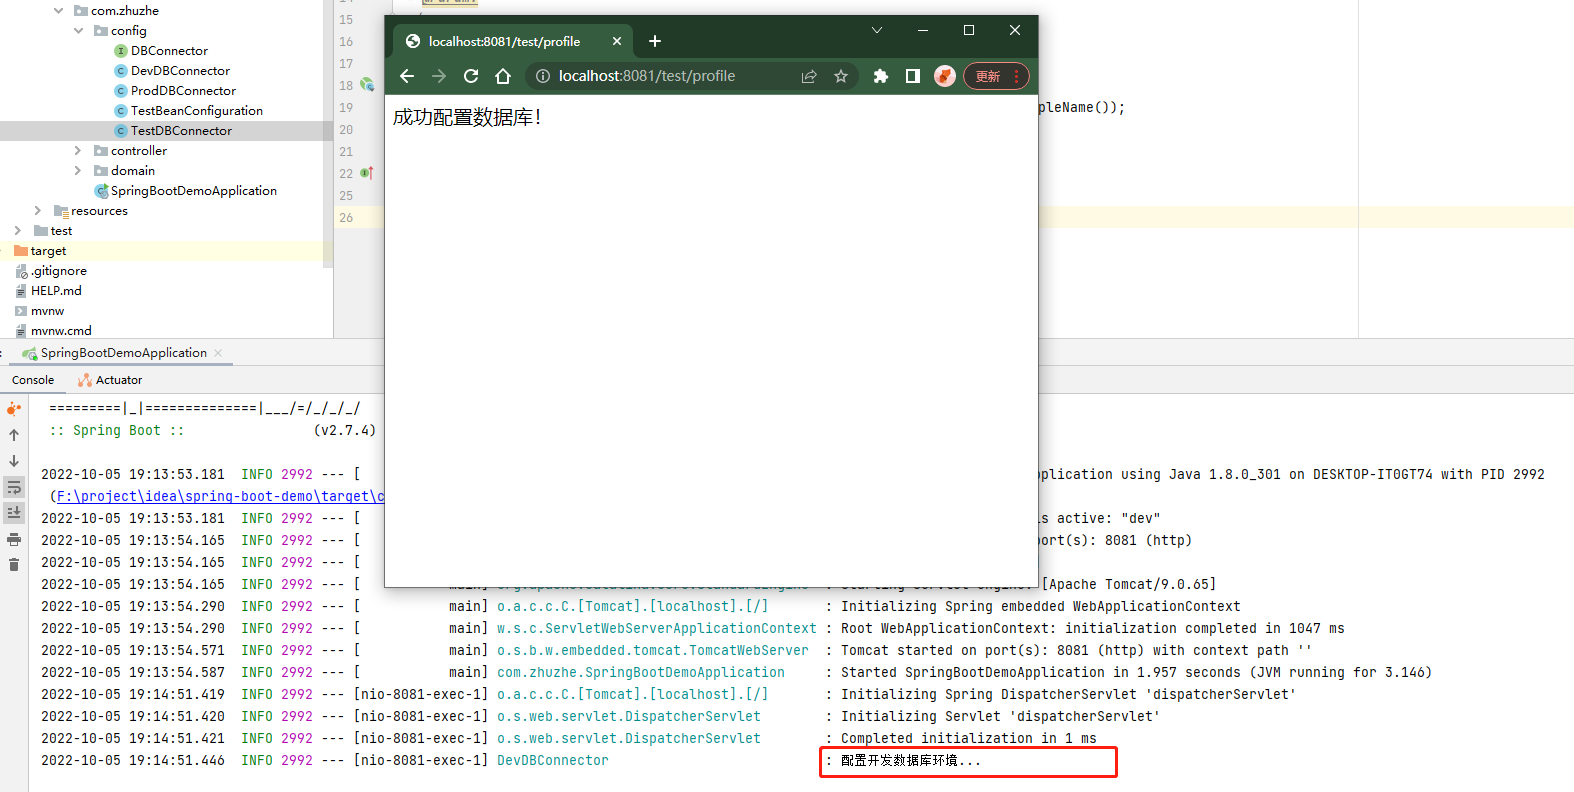 com.zhuzhe
config
DBConnector
DevDBConnector
ProdDBConnector
TestBeanConfiguration
TestDBConnector
controller
domain
SpringBootDemoApplication
resources
test
target
.gitignore
HELP.md
mvnw
mvnw.cmd
15
16
17
18
19
20
21
22
25
26
pleName());
localhost:8081/test/profile
localhost:8081/test/profile
更新
成功配置数据库！
SpringBootDemoApplication
Console
Actuator
=========|_|==============|___/=/_/_/_/
:: Spring Boot :: (v2.7.4)
2022-10-05 19:13:53.181 INFO 2992 --- [ pplication using Java 1.8.0_301 on DESKTOP-IT0GT74 with PID 2992
(F:\project\idea\spring-boot-demo\target\c
2022-10-05 19:13:53.181 INFO 2992 --- [ is active: "dev"
2022-10-05 19:13:54.165 INFO 2992 --- [ port(s): 8081 (http)
2022-10-05 19:13:54.165 INFO 2992 --- [
2022-10-05 19:13:54.165 INFO 2992 --- [ main] [Apache Tomcat/9.0.65]
2022-10-05 19:13:54.290 INFO 2992 --- [ main] o.a.c.c.C.[Tomcat].[localhost].[/] : Initializing Spring embedded WebApplicationContext
2022-10-05 19:13:54.290 INFO 2992 --- [ main] w.s.c.ServletWebServerApplicationContext : Root WebApplicationContext: initialization completed in 1047 ms
2022-10-05 19:13:54.571 INFO 2992 --- [ main] o.s.b.w.embedded.tomcat.TomcatWebServer : Tomcat started on port(s): 8081 (http) with context path ''
2022-10-05 19:13:54.587 INFO 2992 --- [ main] com.zhuzhe.SpringBootDemoApplication : Started SpringBootDemoApplication in 1.957 seconds (JVM running for 3.146)
2022-10-05 19:14:51.419 INFO 2992 --- [nio-8081-exec-1] o.a.c.c.C.[Tomcat].[localhost].[/] : Initializing Spring DispatcherServlet 'dispatcherServlet'
2022-10-05 19:14:51.420 INFO 2992 --- [nio-8081-exec-1] o.s.web.servlet.DispatcherServlet : Initializing Servlet 'dispatcherServlet'
2022-10-05 19:14:51.421 INFO 2992 --- [nio-8081-exec-1] o.s.web.servlet.DispatcherServlet : Completed initialization in 1 ms
2022-10-05 19:14:51.446 INFO 2992 --- [nio-8081-exec-1] DevDBConnector : 配置开发数据库环境...